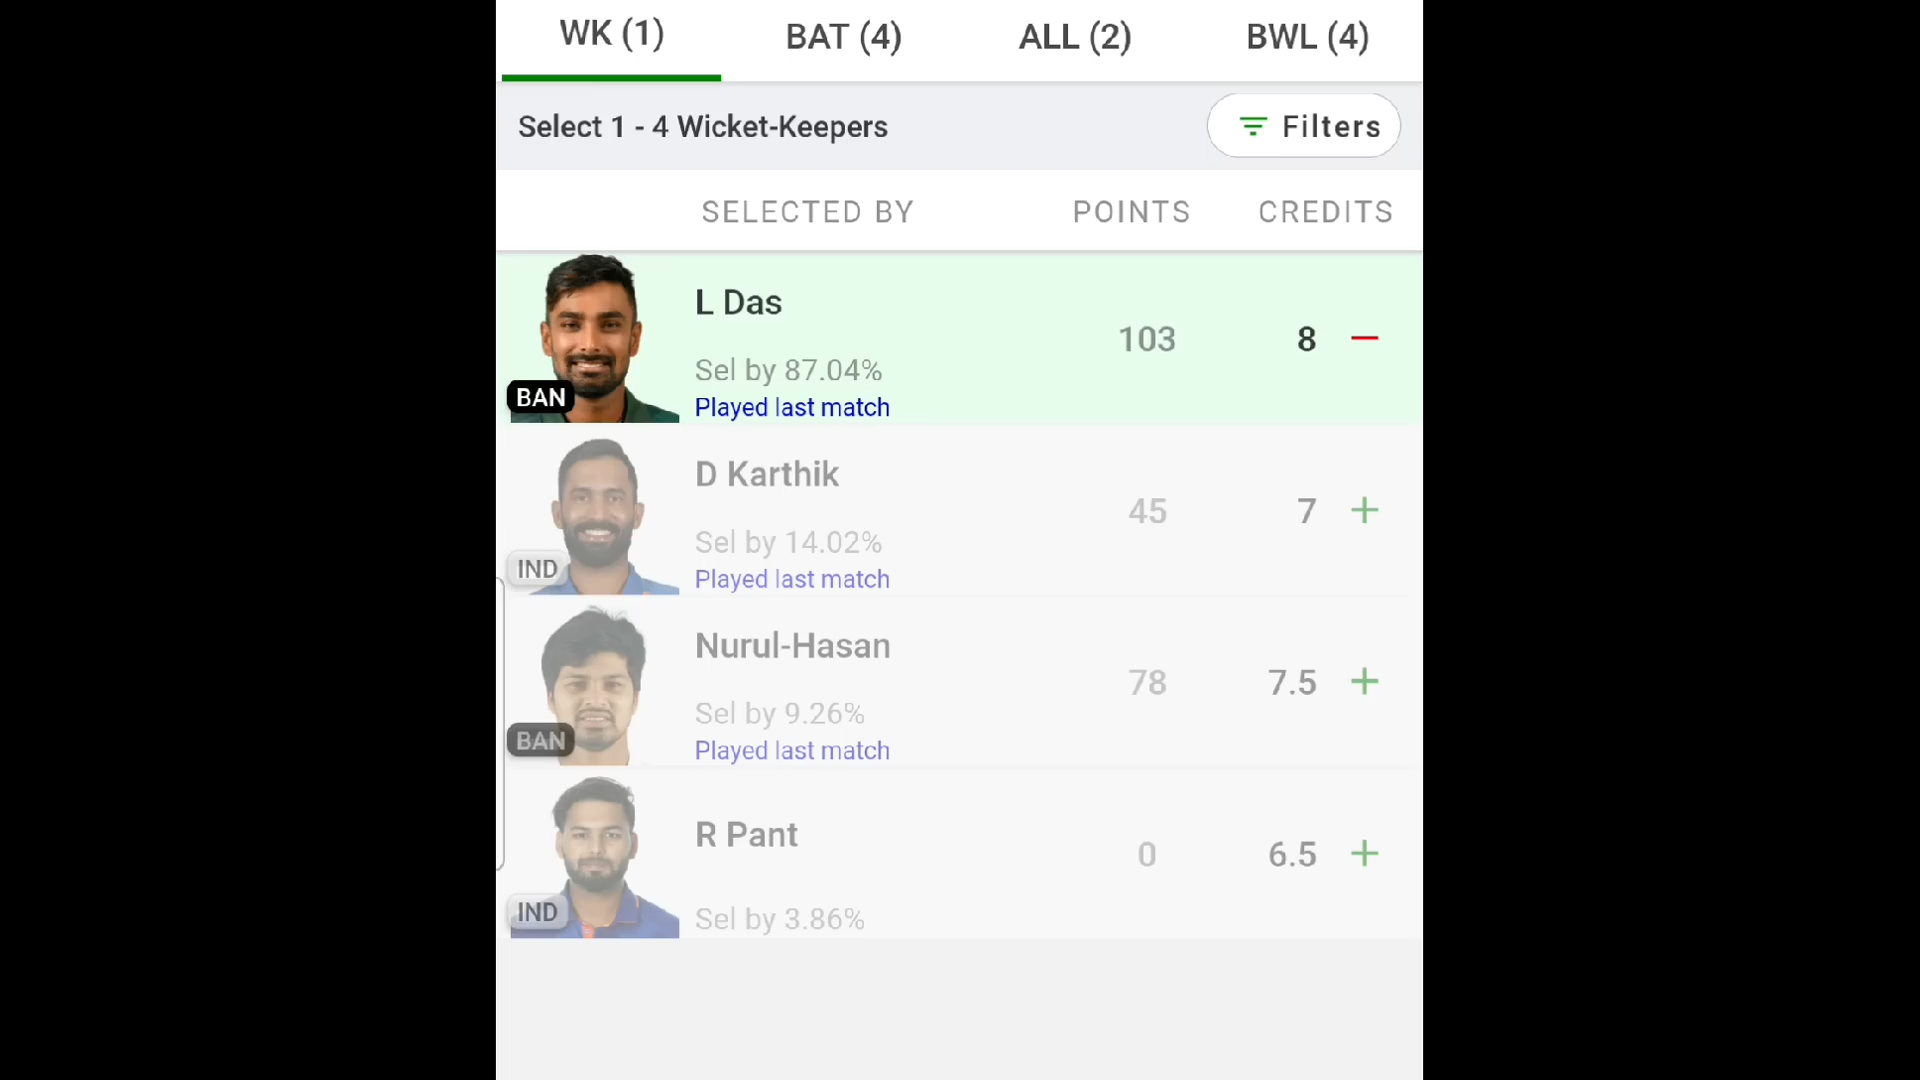 WK (1) BAT (4) ALL (2) BWL (4)
Select 1 - 4 Wicket-Keepers Filters
SELECTED BY POINTS CREDITS
L Das
103 8
Sel by 87.04%
BAN
Played last match
D Karthik
45 7
Sel by 14.02%
IND
Played last match
Nurul-Hasan
78 7.5
Sel by 9.26%
BAN
Played last match
R Pant
0 6.5
IND
Sel by 3.86%